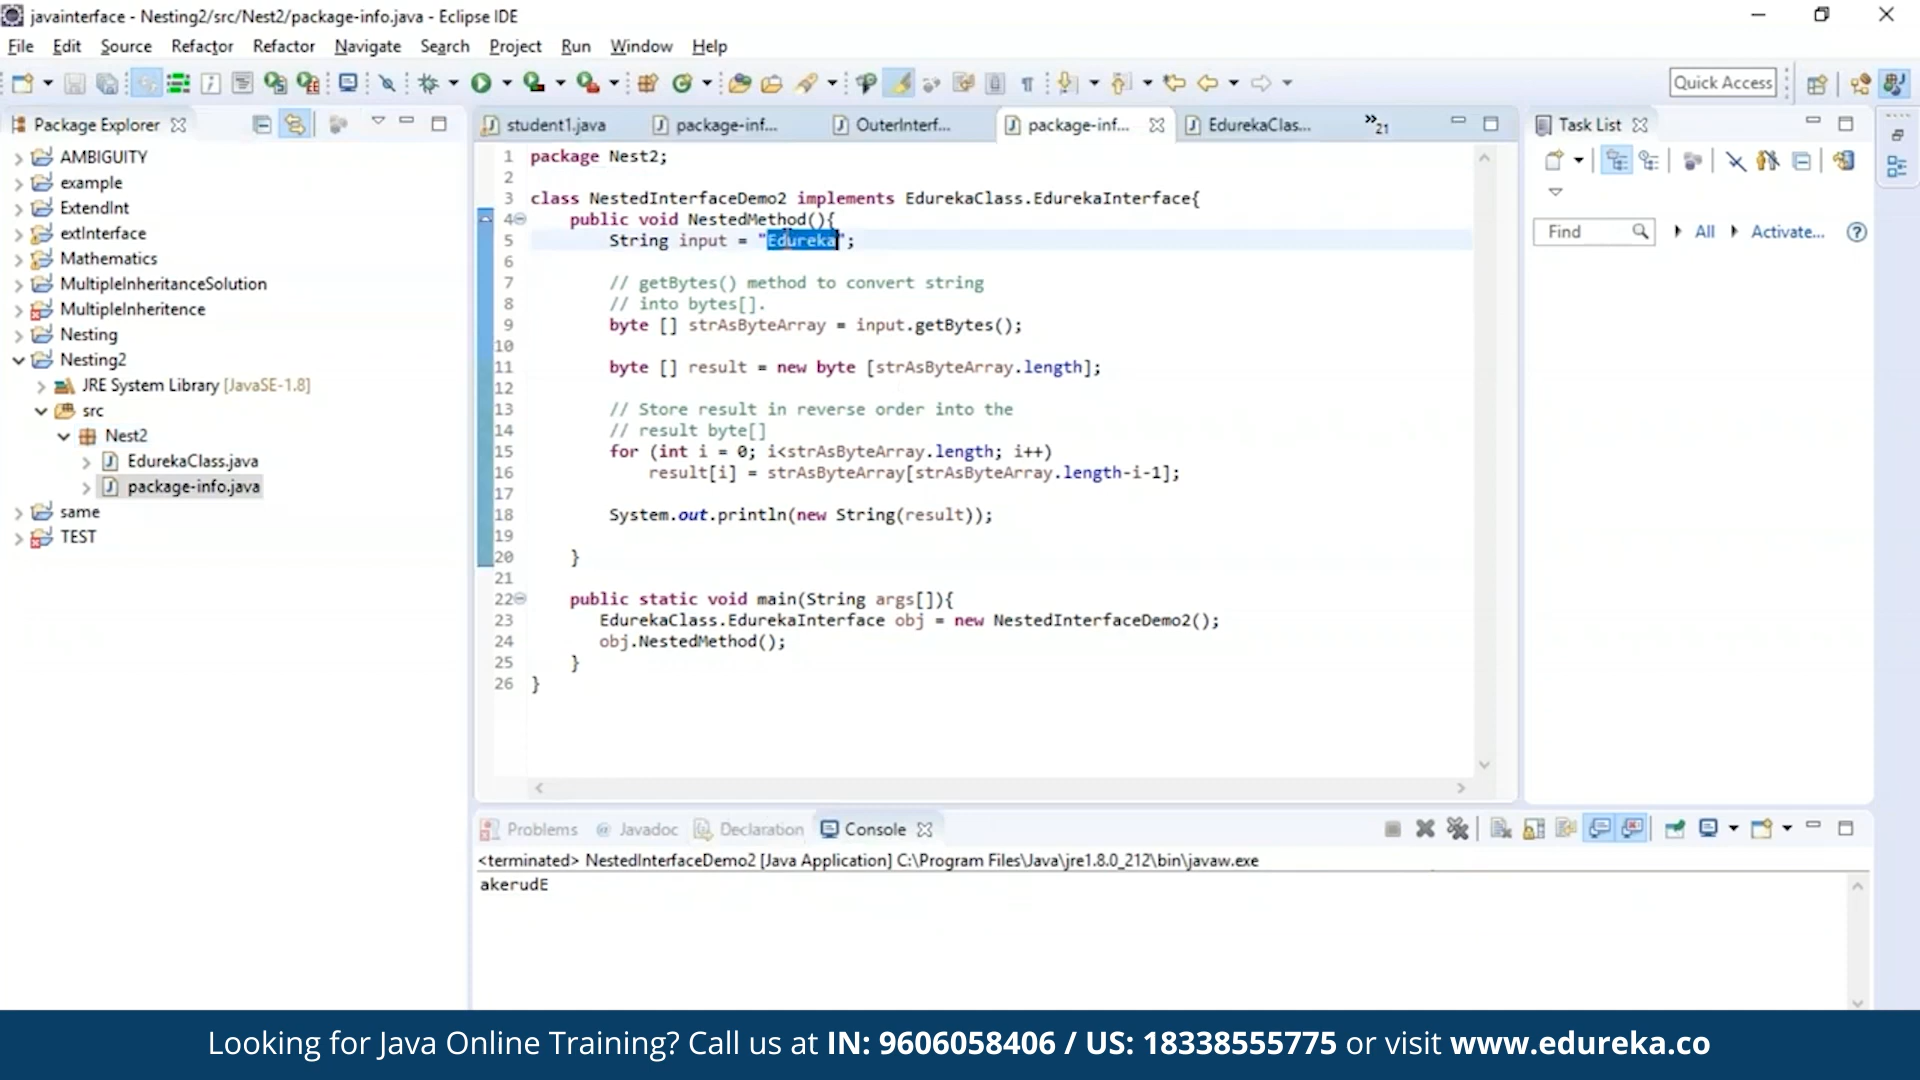 javainterface - Nesting2/src/Nest2/package-info.java - Eclipse IDE
File Edit Source Refactor Refactor Navigate Search Project Run Window Help
Quick Access
Package Explorer
AMBIGUITY
example
ExtendInt
extInterface
Mathematics
MultipleInheritanceSolution
MultipleInheritence
Nesting
Nesting2
JRE System Library [JavaSE-1.8]
src
Nest2
EdurekaClass.java
package-info.java
same
TEST
student1.java package-inf... OuterInterf... package-inf... EdurekaClas... »21
1 package Nest2;
2
3 class NestedInterfaceDemo2 implements EdurekaClass.EdurekaInterface{
4 public void NestedMethod(){
5 String input = "Edureka";
6
7 // getBytes() method to convert string
8 // into bytes[].
9 byte [] strAsByteArray = input.getBytes();
10
11 byte [] result = new byte [strAsByteArray.length];
12
13 // Store result in reverse order into the
14 // result byte[]
15 for (int i = 0; i<strAsByteArray.length; i++)
16 result[i] = strAsByteArray[strAsByteArray.length-i-1];
17
18 System.out.println(new String(result));
19
20 }
21
22 public static void main(String args[]){
23 EdurekaClass.EdurekaInterface obj = new NestedInterfaceDemo2();
24 obj.NestedMethod();
25 }
26 }
Task List
Find All Activate...
Problems @ Javadoc Declaration Console
<terminated> NestedInterfaceDemo2 [Java Application] C:\Program Files\Java\jre1.8.0_212\bin\javaw.exe
akerudE
Looking for Java Online Training? Call us at IN: 9606058406 / US: 18338555775 or visit www.edureka.co